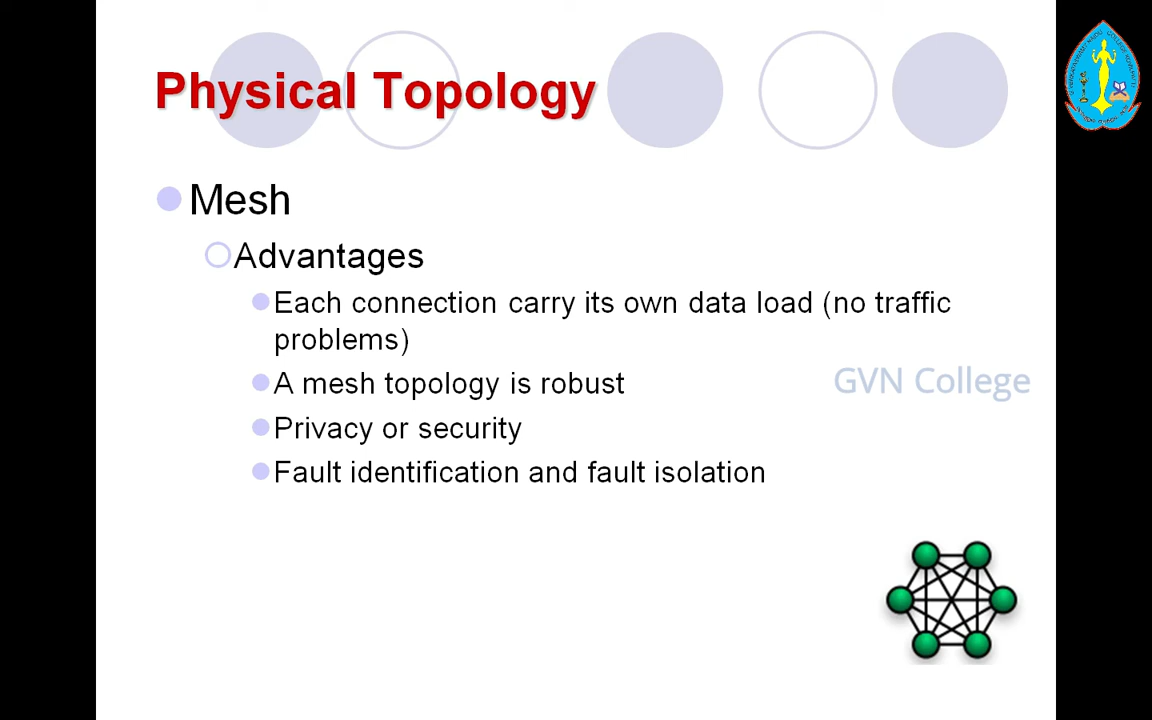 Physical Topology
Mesh
Advantages
Each connection carry its own data load (no traffic
problems)
A mesh topology is robust
GVN College
Privacy or security
Fault identification and fault isolation